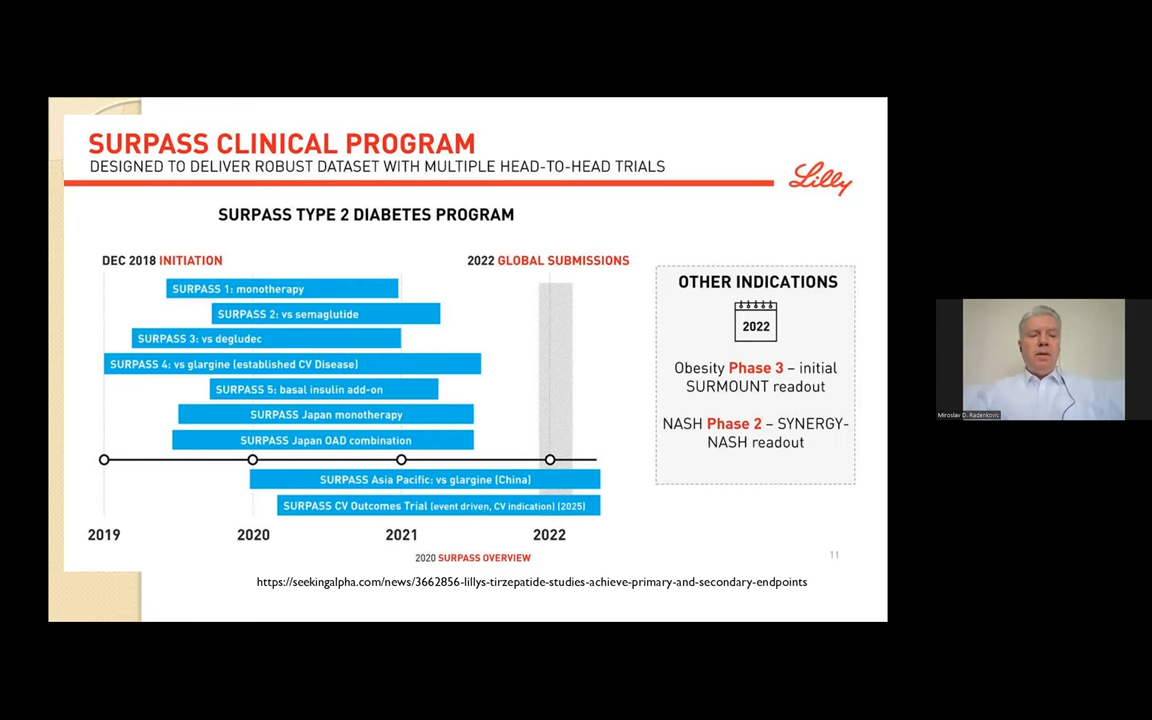 SURPASS CLINICAL PROGRAM
DESIGNED TO DELIVER ROBUST DATASET WITH MULTIPLE HEAD-TO-HEAD TRIALS
Lilly
SURPASS TYPE 2 DIABETES PROGRAM
DEC 2018 INITIATION
2022 GLOBAL SUBMISSIONS
SURPASS 1: monotherapy
SURPASS 2: vs semaglutide
SURPASS 3: vs degludec
SURPASS 4: vs glargine (established CV Disease)
SURPASS 5: basal insulin add-on
SURPASS Japan monotherapy
SURPASS Japan OAD combination
SURPASS Asia Pacific: vs glargine (China)
SURPASS CV Outcomes Trial (event driven, CV indication) (2025)
2019 2020 2021 2022
2020 SURPASS OVERVIEW
OTHER INDICATIONS
2022
Obesity Phase 3 – initial
SURMOUNT readout
NASH Phase 2 – SYNERGY-
NASH readout
11
https://seekingalpha.com/news/3662856-lillys-tirzepatide-studies-achieve-primary-and-secondary-endpoints
Miroslav D. Radenkovic